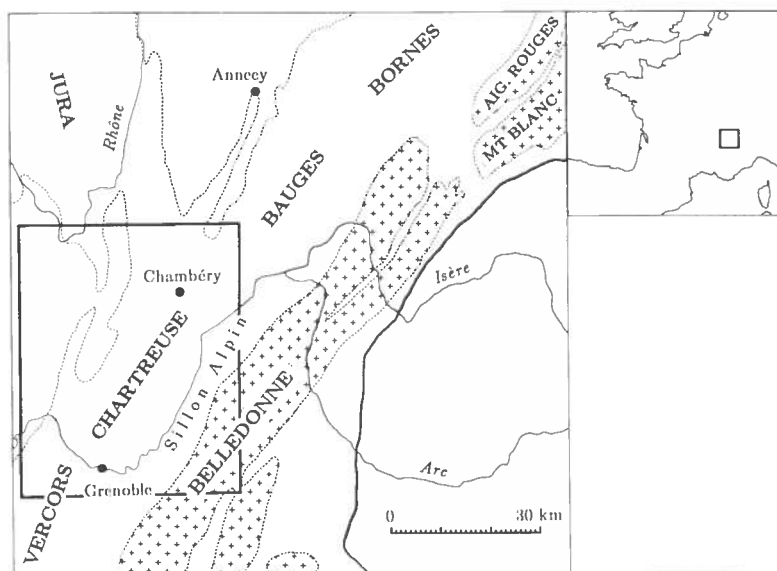 JURA
Rhône
Annecy
BORNES
AIG. ROUGES
MT BLANC
BAUGES
Chambéry
CHARTREUSE
Sillon Alpin
Isère
BELLEDONNE
Arc
VERCORS
Grenoble
0 30 km